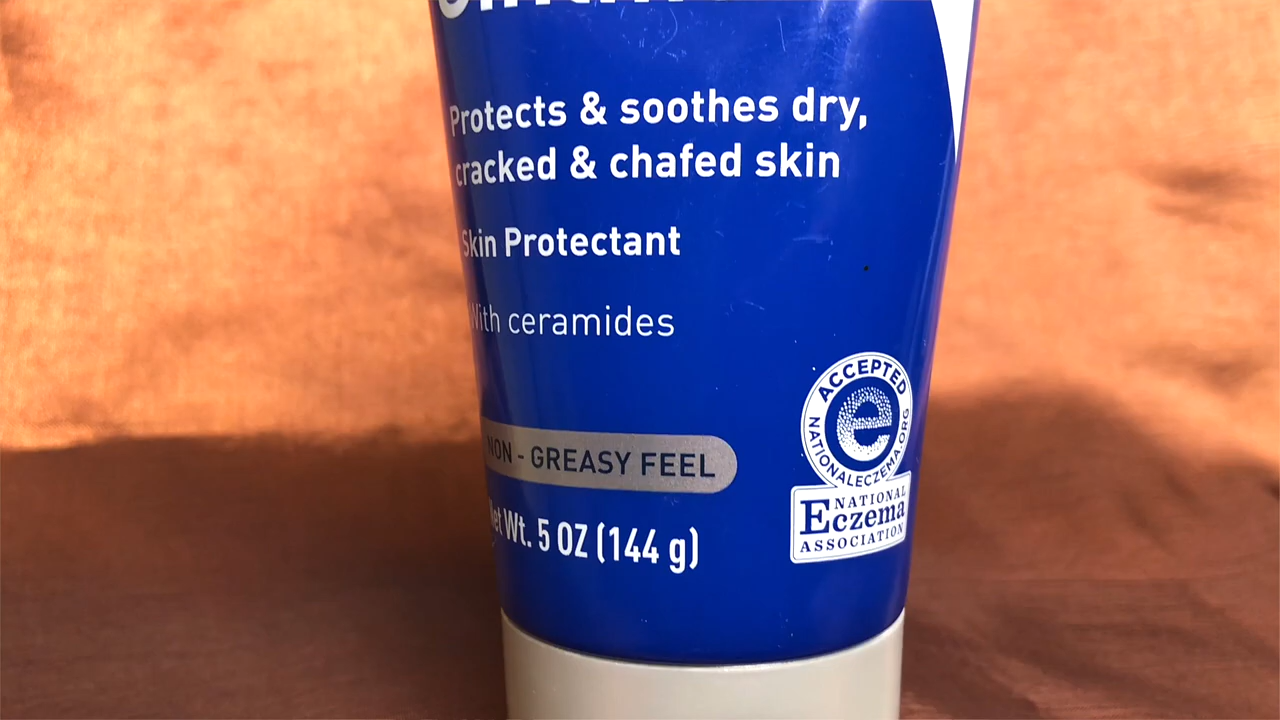 Protects & soothes dry,
cracked & chafed skin
Skin Protectant
With ceramides
NON - GREASY FEEL
Net Wt. 5 OZ (144 g)
ACCEPTED
e
NATIONALECZEMA.ORG
NATIONAL
Eczema
ASSOCIATION